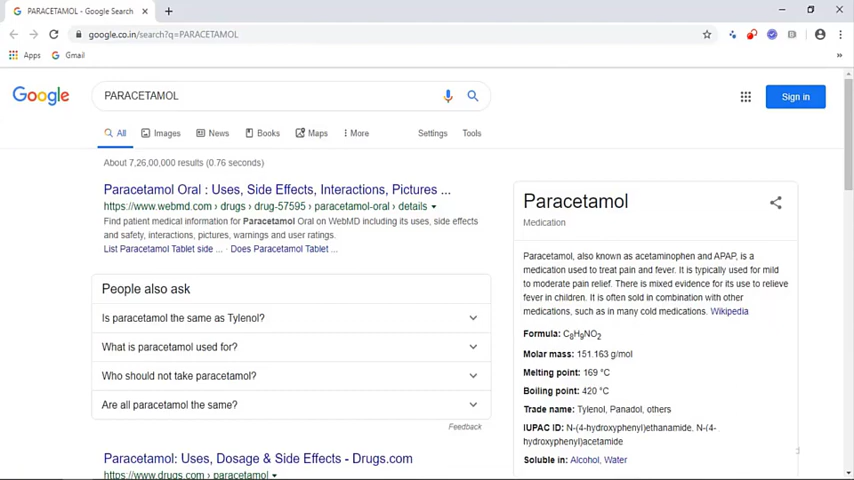 PARACETAMOL - Google Search
google.co.in/search?q=PARACETAMOL
Apps Gmail
Google
PARACETAMOL
Sign in
All Images News Books Maps More Settings Tools
About 7,26,00,000 results (0.76 seconds)
Paracetamol Oral : Uses, Side Effects, Interactions, Pictures ...
https://www.webmd.com › drugs › drug-57595 › paracetamol-oral › details
Find patient medical information for Paracetamol Oral on WebMD including its uses, side effects
and safety, interactions, pictures, warnings and user ratings.
List Paracetamol Tablet side ... · Does Paracetamol Tablet ...
People also ask
Is paracetamol the same as Tylenol?
What is paracetamol used for?
Who should not take paracetamol?
Are all paracetamol the same?
Feedback
Paracetamol: Uses, Dosage & Side Effects - Drugs.com
https://www.drugs.com › paracetamol
Paracetamol
Medication
Paracetamol, also known as acetaminophen and APAP, is a
medication used to treat pain and fever. It is typically used for mild
to moderate pain relief. There is mixed evidence for its use to relieve
fever in children. It is often sold in combination with other
medications, such as in many cold medications. Wikipedia
Formula: C₈H₉NO₂
Molar mass: 151.163 g/mol
Melting point: 169 °C
Boiling point: 420 °C
Trade name: Tylenol, Panadol, others
IUPAC ID: N-(4-hydroxyphenyl)ethanamide, N-(4-
hydroxyphenyl)acetamide
Soluble in: Alcohol, Water